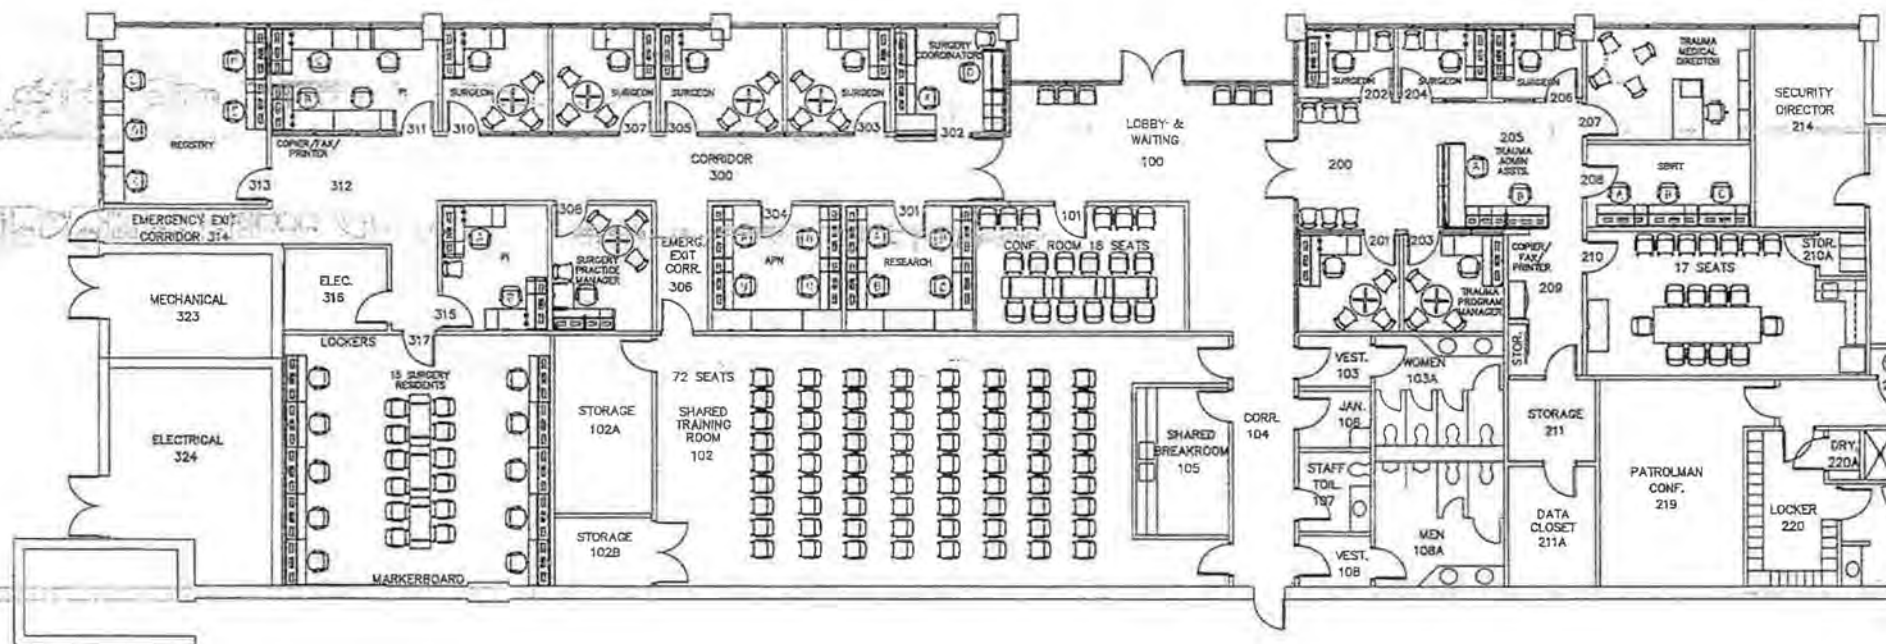 REGISTRY
313
COPIER/FAX/
PRINTER
312
PI
311
310
SURGEON
SURGEON
307
305
SURGEON
SURGEON
303
SURGERY
COORDINATORS
302
CORRIDOR
300
LOBBY &
WAITING
100
SURGEON
202
204
SURGEON
SURGEON
206
TRAUMA
MEDICAL
DIRECTOR
207
SECURITY
DIRECTOR
214
200
205
TRAUMA
ADMIN
ASSTS.
208
A
B
C
EMERGENCY EXIT
CORRIDOR 314
MECHANICAL
323
ELEC.
316
PI
315
SURGERY
PRACTICE
MANAGER
EMERG.
EXIT
CORR.
306
304
APN
301
RESEARCH
101
CONF. ROOM 18 SEATS
201
203
TRAUMA
PROGRAM
MANAGER
COPIER/
FAX/
PRINTER
209
STOR.
210
17 SEATS
STOR.
210A
ELECTRICAL
324
LOCKERS
317
15 SURGERY
RESIDENTS
MARKERBOARD
STORAGE
102A
STORAGE
102B
72 SEATS
SHARED
TRAINING
ROOM
102
SHARED
BREAKROOM
105
CORR.
104
VEST.
103
WOMEN
103A
JAN.
106
STAFF
TOIL.
107
VEST.
108
MEN
108A
STORAGE
211
DATA
CLOSET
211A
PATROLMAN
CONF.
219
LOCKER
220
DRY.
220A